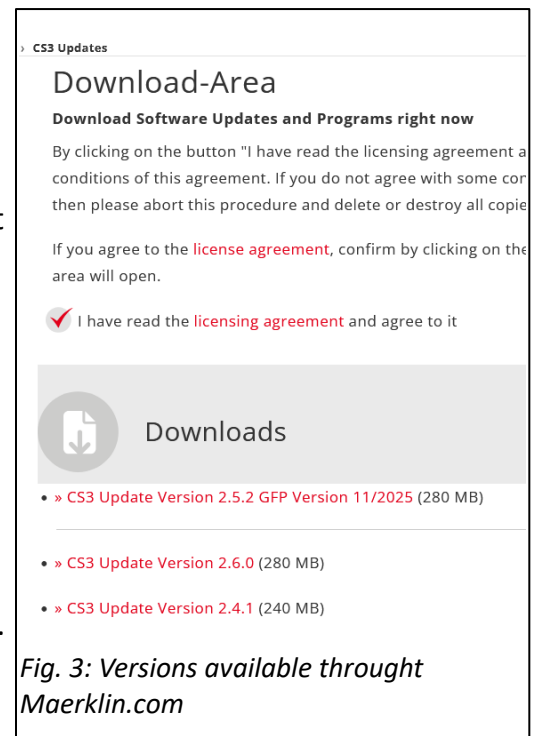 › CS3 Updates
Download-Area
Download Software Updates and Programs right now
By clicking on the button "I have read the licensing agreement a
conditions of this agreement. If you do not agree with some cor
then please abort this procedure and delete or destroy all copie
If you agree to the license agreement, confirm by clicking on the
area will open.
I have read the licensing agreement and agree to it
Downloads
• » CS3 Update Version 2.5.2 GFP Version 11/2025 (280 MB)
• » CS3 Update Version 2.6.0 (280 MB)
• » CS3 Update Version 2.4.1 (240 MB)
Fig. 3: Versions available throught
Maerklin.com